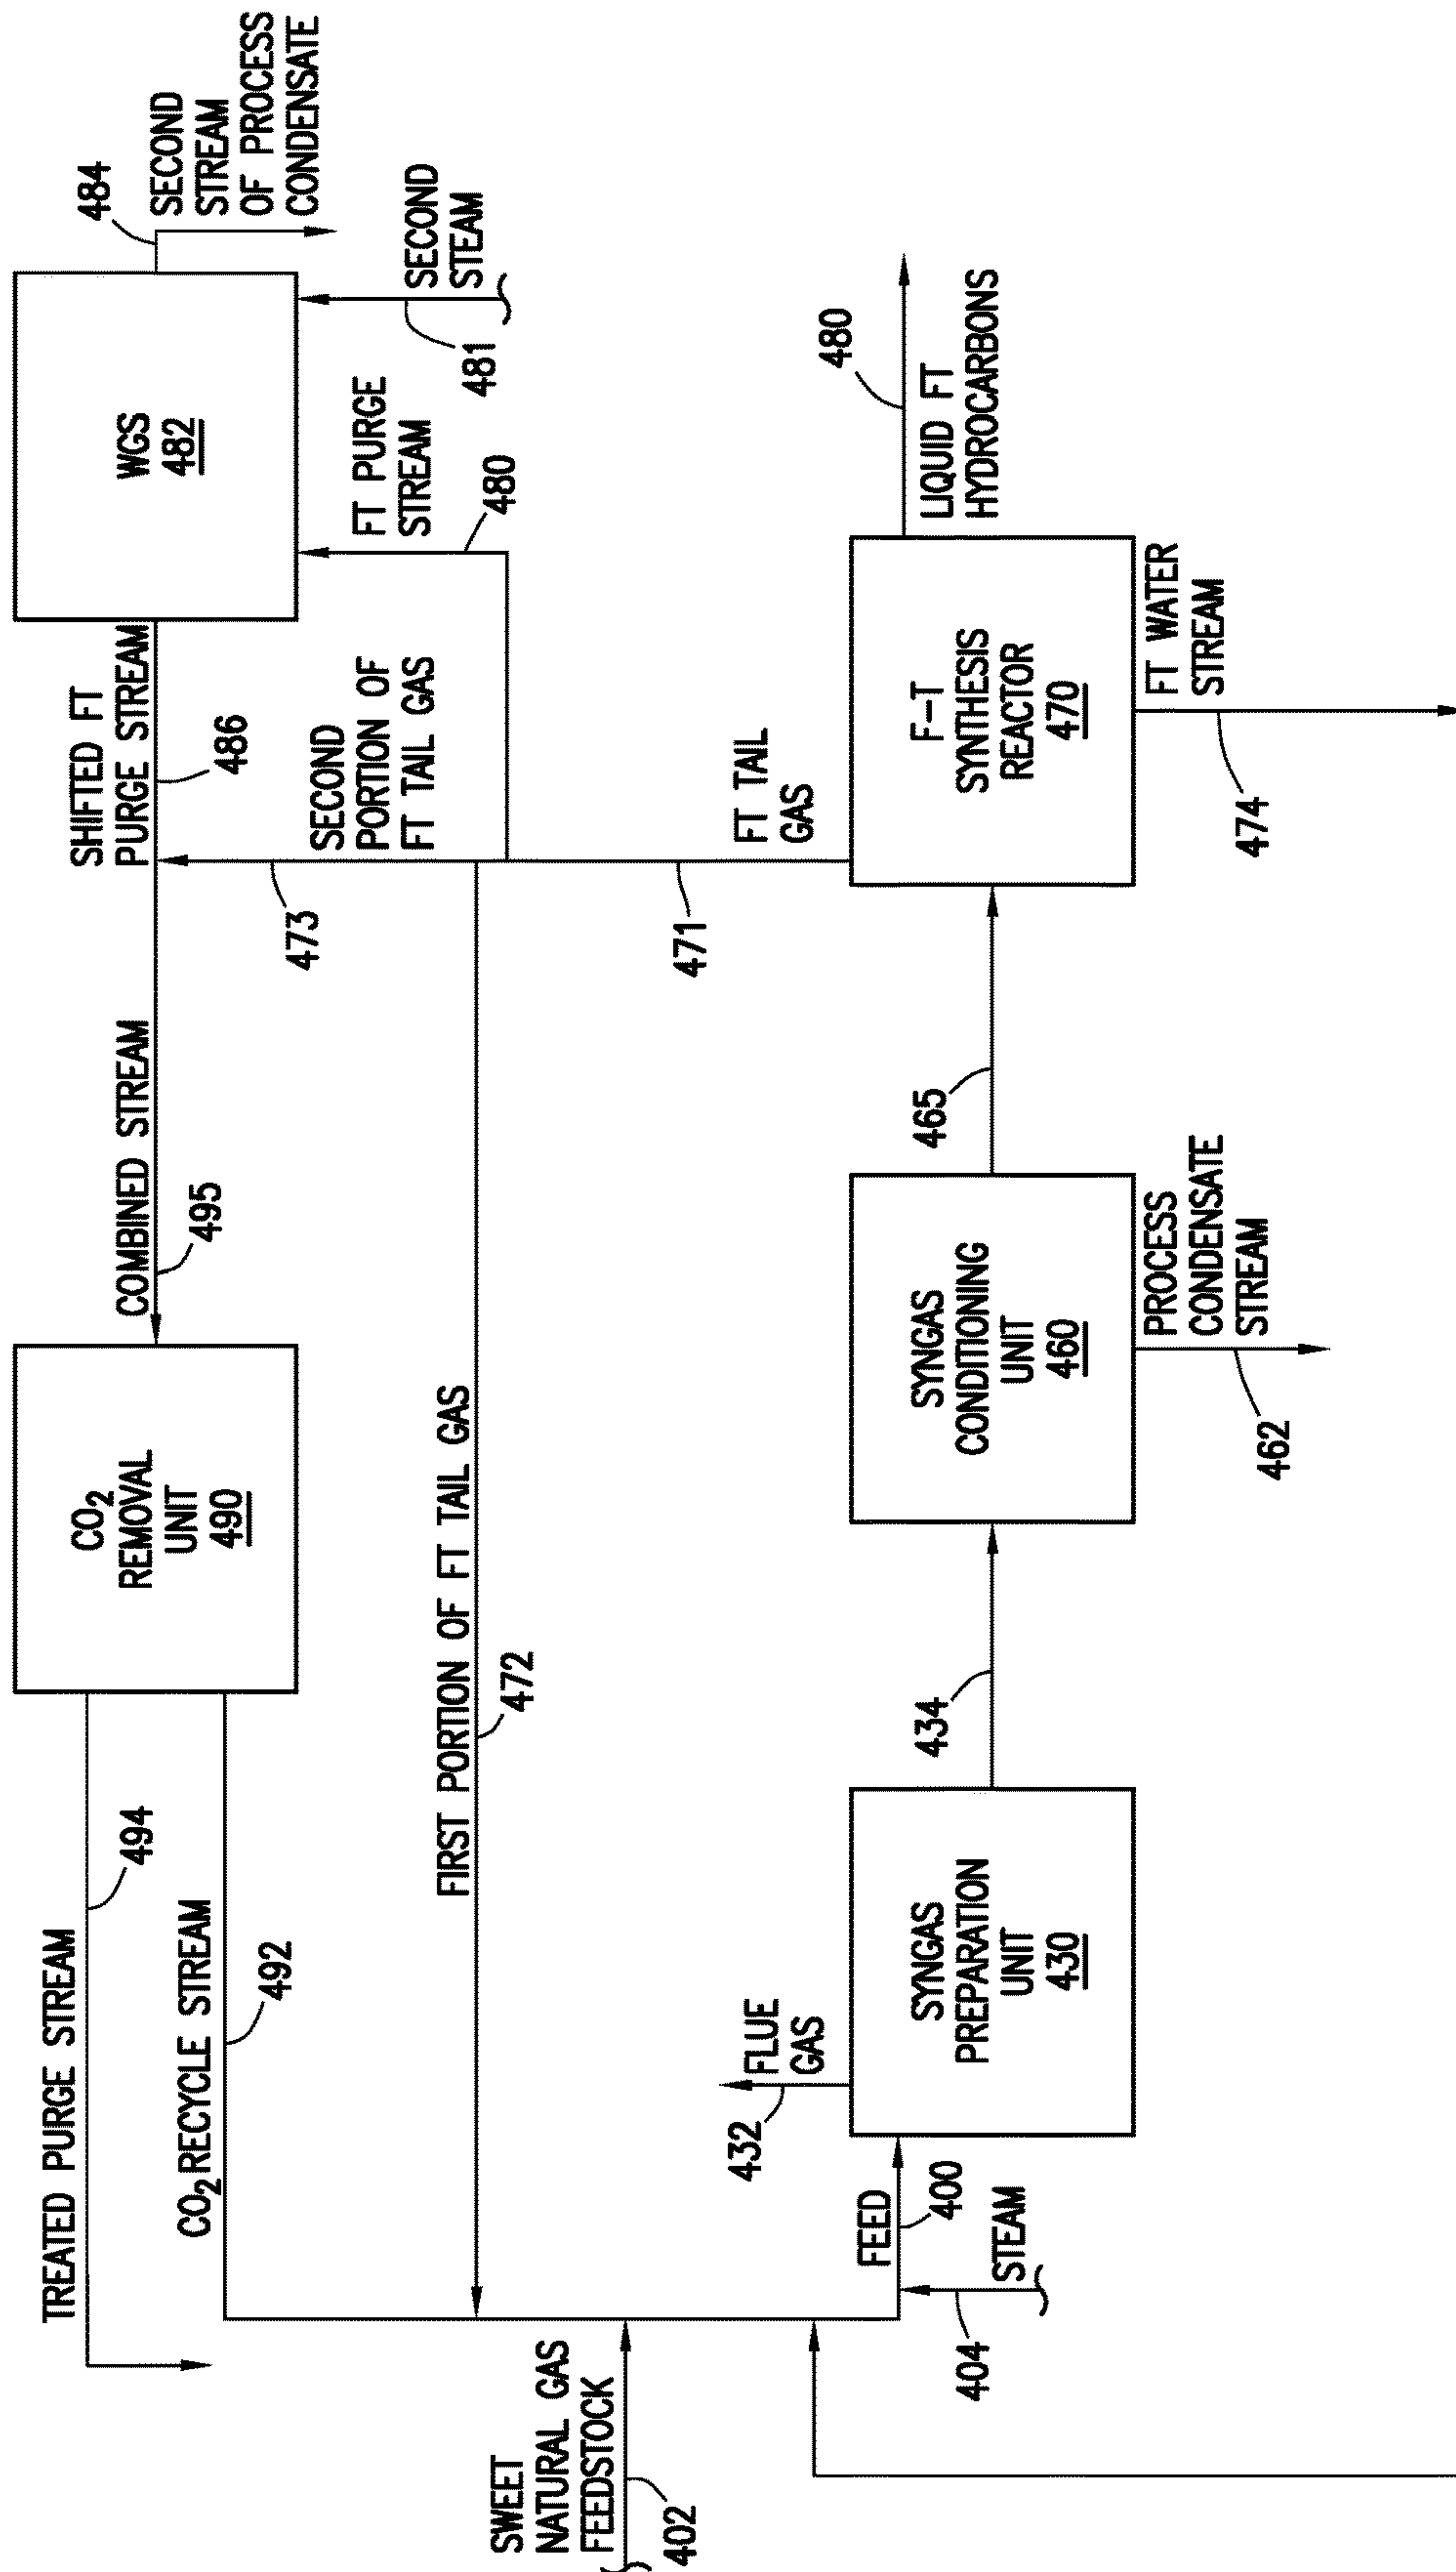 TREATED PURGE STREAM
494
CO₂ RECYCLE STREAM
492
CO₂
REMOVAL
UNIT
490
COMBINED STREAM
495
SHIFTED FT
PURGE STREAM
486
WGS
482
484
SECOND
STREAM
OF PROCESS
CONDENSATE
SECOND
STEAM
481
FT PURGE
STREAM
480
SECOND
PORTION OF
FT TAIL GAS
473
FIRST PORTION OF FT TAIL GAS
472
SWEET
NATURAL GAS
FEEDSTOCK
402
FT TAIL
GAS
471
FLUE
GAS
432
FEED
400
STEAM
404
SYNGAS
PREPARATION
UNIT
430
434
SYNGAS
CONDITIONING
UNIT
460
PROCESS
CONDENSATE
STREAM
462
465
F-T
SYNTHESIS
REACTOR
470
480
LIQUID FT
HYDROCARBONS
FT WATER
STREAM
474